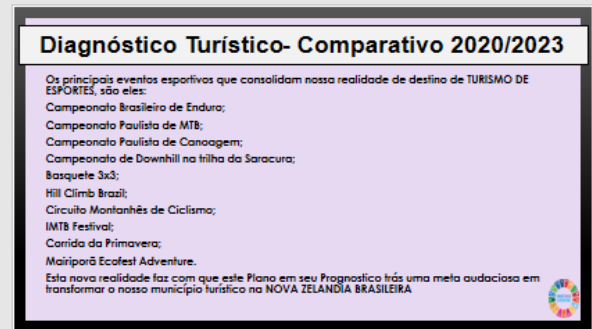 Diagnóstico Turístico- Comparativo 2020/2023
Os principais eventos esportivos que consolidam nossa realidade de destino de TURISMO DE
ESPORTES, são eles:
Campeonato Brasileiro de Enduro;
Campeonato Paulista de MTB;
Campeonato Paulista de Canoagem;
Campeonato de Downhill na trilha da Saracura;
Basquete 3x3;
Hill Climb Brazil;
Circuito Montanhês de Ciclismo;
IMTB Festival;
Corrida da Primavera;
Mairiporã Ecofest Adventure.
Esta nova realidade faz com que este Plano em seu Prognostico trás uma meta audaciosa em
transformar o nosso município turístico na NOVA ZELANDIA BRASILEIRA